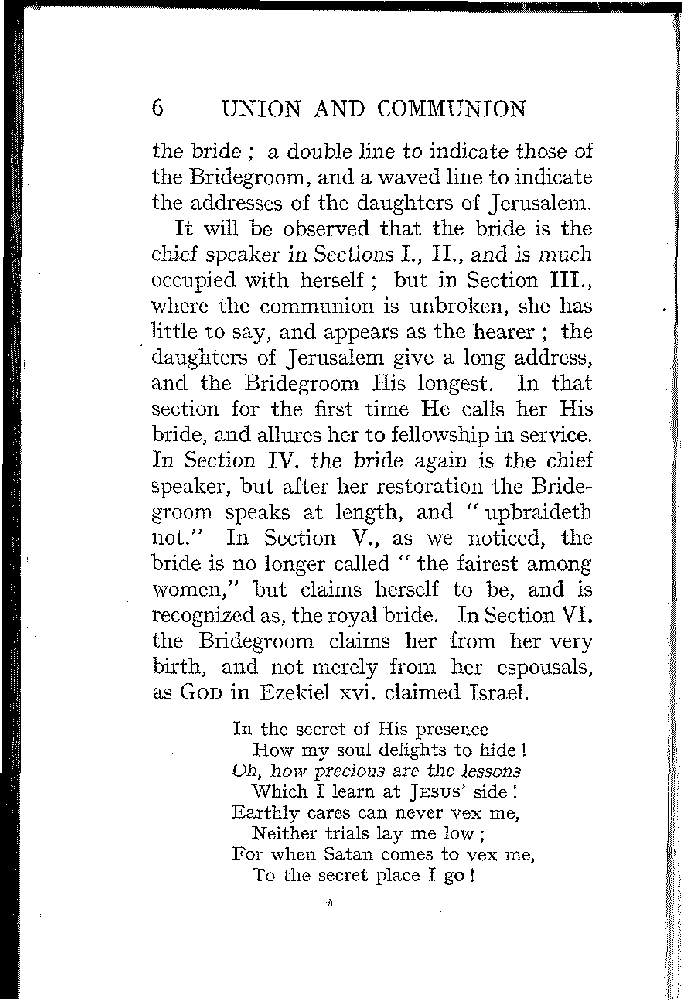 6 UNION AND COMMUNION
the bride ; a double line to indicate those of
the Bridegroom, and a waved line to indicate
the addresses of the daughters of Jerusalem.
It will be observed that the bride is the
chief speaker in Sections I., II., and is much
occupied with herself ; but in Section III.,
where the communion is unbroken, she has
little to say, and appears as the hearer ; the
daughters of Jerusalem give a long address,
and the Bridegroom His longest. In that
section for the first time He calls her His
bride, and allures her to fellowship in service.
In Section IV. the bride again is the chief
speaker, but after her restoration the Bride-
groom speaks at length, and “ upbraideth
not.” In Section V., as we noticed, the
bride is no longer called “ the fairest among
women,” but claims herself to be, and is
recognized as, the royal bride. In Section VI.
the Bridegroom claims her from her very
birth, and not merely from her espousals,
as GOD in Ezekiel xvi. claimed Israel.
In the secret of His presence
How my soul delights to hide !
Oh, how precious are the lessons
Which I learn at JESUS’ side !
Earthly cares can never vex me,
Neither trials lay me low ;
For when Satan comes to vex me,
To the secret place I go !